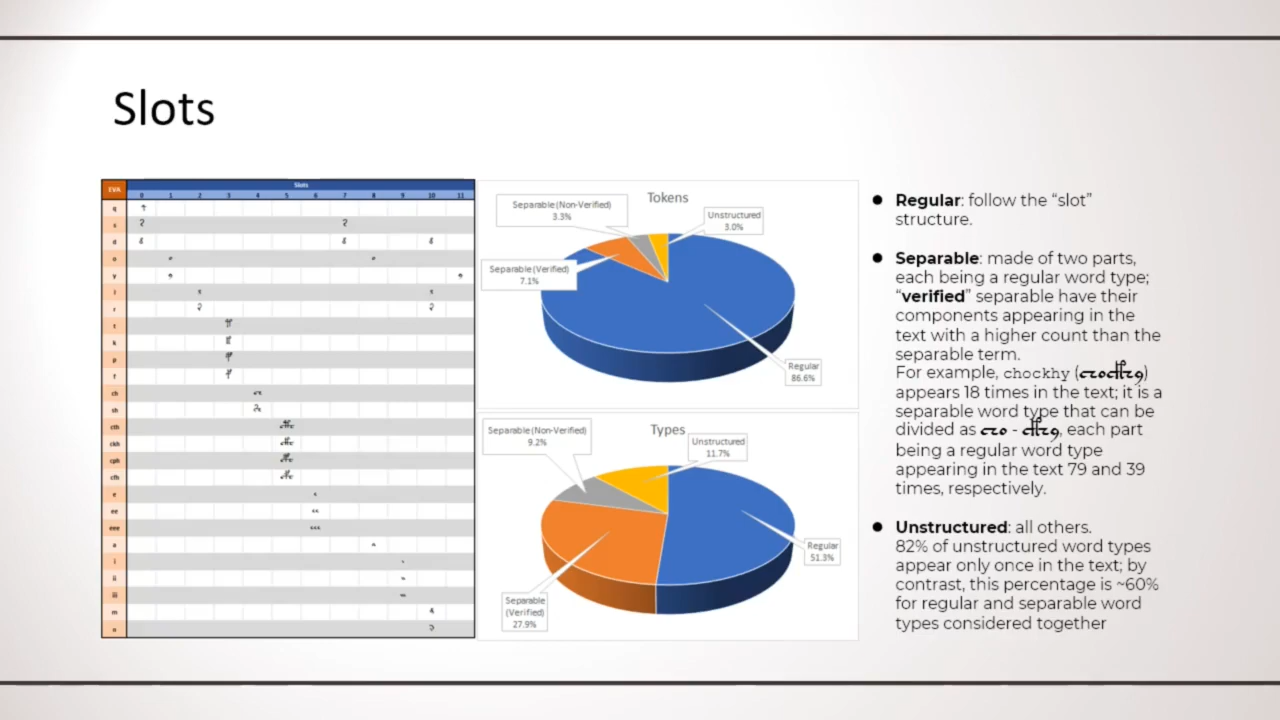 Slots
EVA
Slots
0 1 2 3 4 5 6 7 8 9 10 11
q
s
d
o
y
l
r
t
k
p
f
ch
sh
cth
ckh
cph
cfh
e
ee
eee
a
i
ii
iii
m
n
Tokens
Separable (Non-Verified)
3.3%
Unstructured
3.0%
Separable (Verified)
7.1%
Regular
86.6%
Types
Separable (Non-Verified)
9.2%
Unstructured
11.7%
Regular
51.3%
Separable
(Verified)
27.9%
● Regular: follow the “slot”
structure.
● Separable: made of two parts,
each being a regular word type;
“verified” separable have their
components appearing in the
text with a higher count than the
separable term.
For example, chockhy ( )
appears 18 times in the text; it is a
separable word type that can be
divided as - , each part
being a regular word type
appearing in the text 79 and 39
times, respectively.
● Unstructured: all others.
82% of unstructured word types
appear only once in the text; by
contrast, this percentage is ~60%
for regular and separable word
types considered together